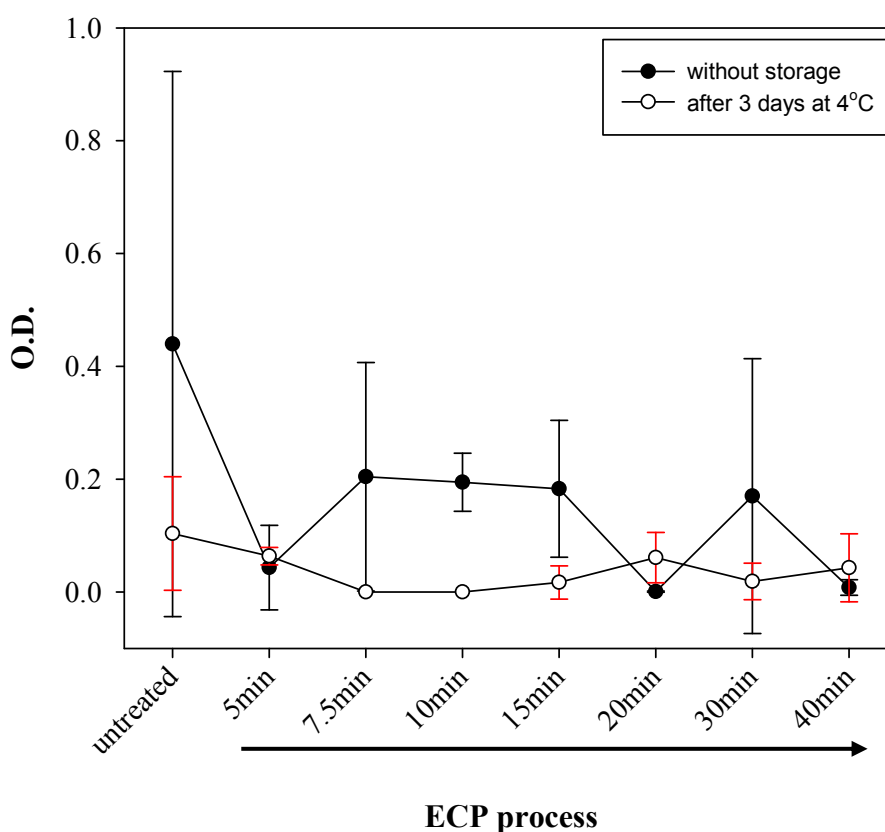 1.0
0.8
0.6
0.4
0.2
0.0
O.D.
without storage
after 3 days at 4°C
untreated
5min
7.5min
10min
15min
20min
30min
40min
ECP process